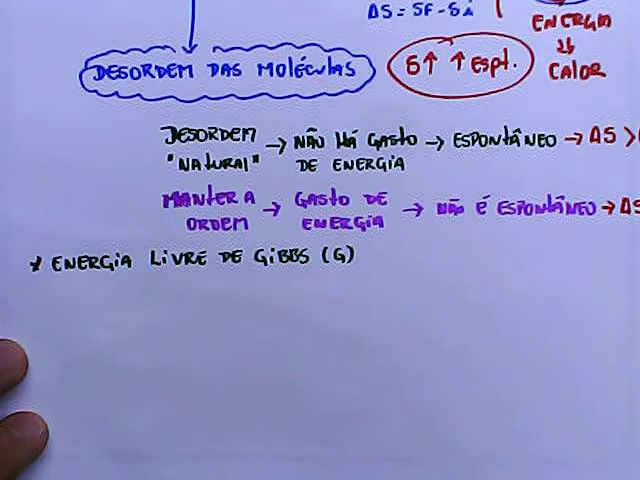 ΔS = SF - Si
ENERGIA
CALOR
DESORDEM DAS MOLÉCULAS
S↑ ↑ Espt.
DESORDEM → NÃO HÁ GASTO → ESPONTÂNEO → ΔS >
"NATURAL" DE ENERGIA
MANTER A → GASTO DE → NÃO É ESPONTÂNEO → ΔS
ORDEM ENERGIA
* ENERGIA LIVRE DE GIBBS (G)